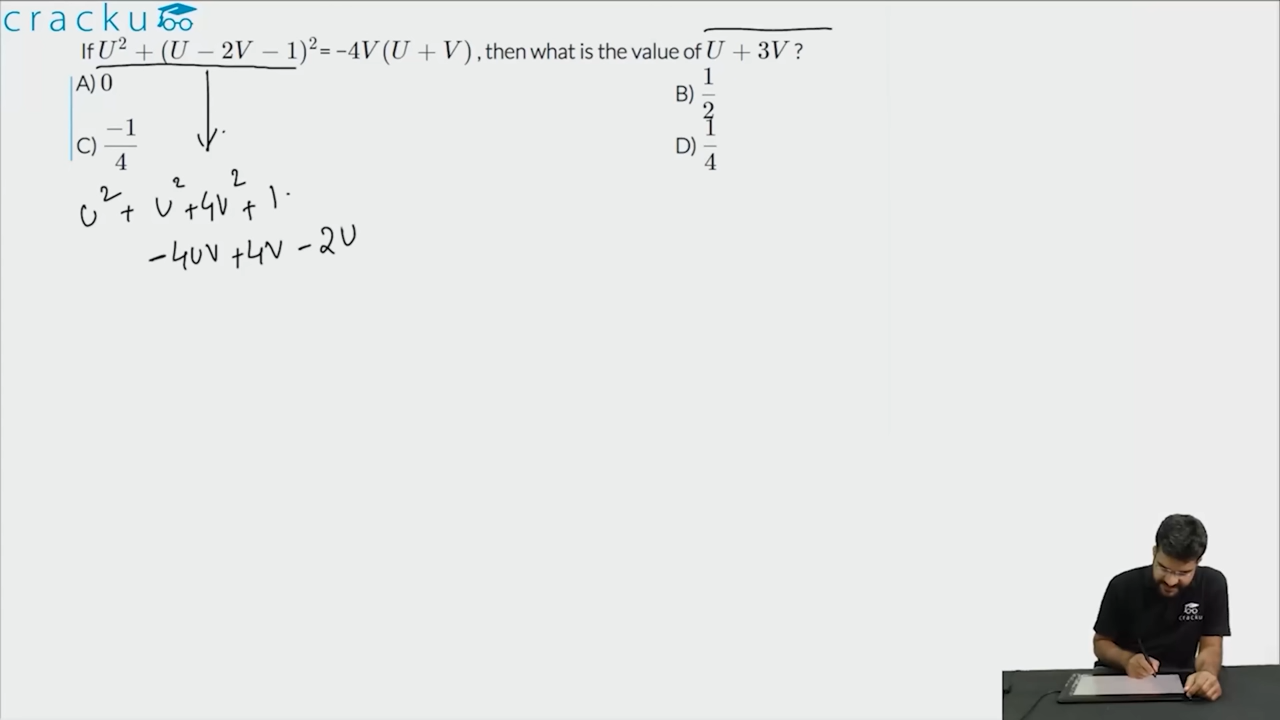 cracku
If U² + (U − 2V − 1)² = −4V(U + V) , then what is the value of U + 3V ?
A) 0
B) 1/2
C) −1/4
D) 1/4
U² + U² + 4V² + 1.
−4UV + 4V − 2U
cracku